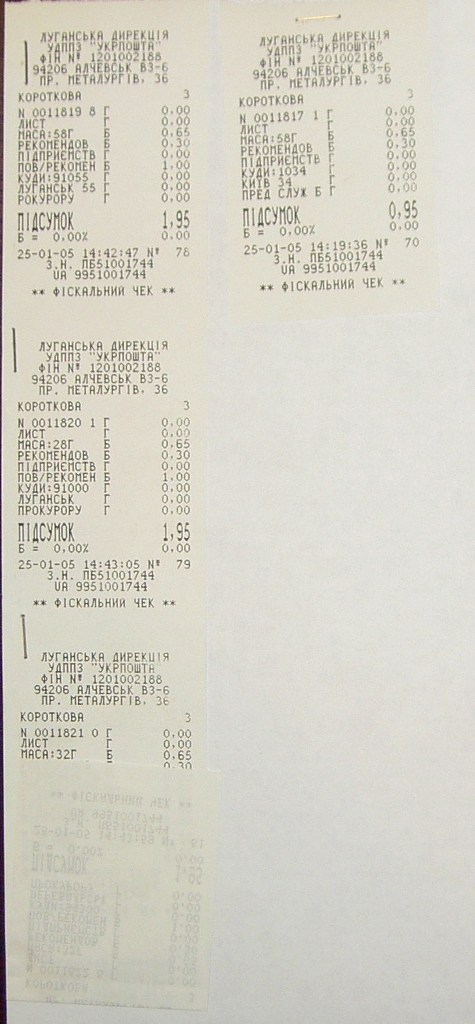 ЛУГАНСЬКА ДИРЕКЦІЯ
УДППЗ "УКРПОШТА"
ФІН № 1201002188
94206 АЛЧЕВСЬК ВЗ-6
ПР. МЕТАЛУРГІВ, 36
КОРОТКОВА 3
N 0011819 8 Г 0,00
ЛИСТ Г 0,00
МАСА:58Г Б 0,65
РЕКОМЕНДОВ Б 0,30
ПІДПРИЄМСТВ Г 0,00
ПОВ/РЕКОМЕН Б 1,00
КУДИ:91055 Г 0,00
ЛУГАНСЬК 55 Г 0,00
РОКУРОРУ Г 0,00
ПІДСУМОК 1,95
Б = 0,00% 0,00
25-01-05 14:42:47 № 78
З.Н. ПБ51001744
UA 9951001744
** ФІСКАЛЬНИЙ ЧЕК **
ЛУГАНСЬКА ДИРЕКЦІЯ
УДППЗ "УКРПОШТА"
ФІН № 1201002188
94206 АЛЧЕВСЬК ВЗ-6
ПР. МЕТАЛУРГІВ, 36
КОРОТКОВА 3
N 0011817 1 Г 0,00
ЛИСТ Г 0,00
МАСА:58Г Б 0,65
РЕКОМЕНДОВ Б 0,30
ПІДПРИЄМСТВ Г 0,00
КУДИ:1034 Г 0,00
КИТВ 34 Г 0,00
ПРЕД СЛУЖ Б Г 0,00
ПІДСУМОК 0,95
Б = 0,00% 0,00
25-01-05 14:19:36 № 70
З.Н. ПБ51001744
UA 9951001744
** ФІСКАЛЬНИЙ ЧЕК **
ЛУГАНСЬКА ДИРЕКЦІЯ
УДППЗ "УКРПОШТА"
ФІН № 1201002188
94206 АЛЧЕВСЬК ВЗ-6
ПР. МЕТАЛУРГІВ, 36
КОРОТКОВА 3
N 0011820 1 Г 0,00
ЛИСТ Г 0,00
МАСА:28Г Б 0,65
РЕКОМЕНДОВ Б 0,30
ПІДПРИЄМСТВ Г 0,00
ПОВ/РЕКОМЕН Б 1,00
КУДИ:91000 Г 0,00
ЛУГАНСЬК Г 0,00
ПРОКУРОРУ Г 0,00
ПІДСУМОК 1,95
Б = 0,00% 0,00
25-01-05 14:43:05 № 79
З.Н. ПБ51001744
UA 9951001744
** ФІСКАЛЬНИЙ ЧЕК **
ЛУГАНСЬКА ДИРЕКЦІЯ
УДППЗ "УКРПОШТА"
ФІН № 1201002188
94206 АЛЧЕВСЬК ВЗ-6
ПР. МЕТАЛУРГІВ, 36
КОРОТКОВА 3
N 0011821 0 Г 0,00
ЛИСТ Г 0,00
МАСА:32Г Б 0,65
0,30